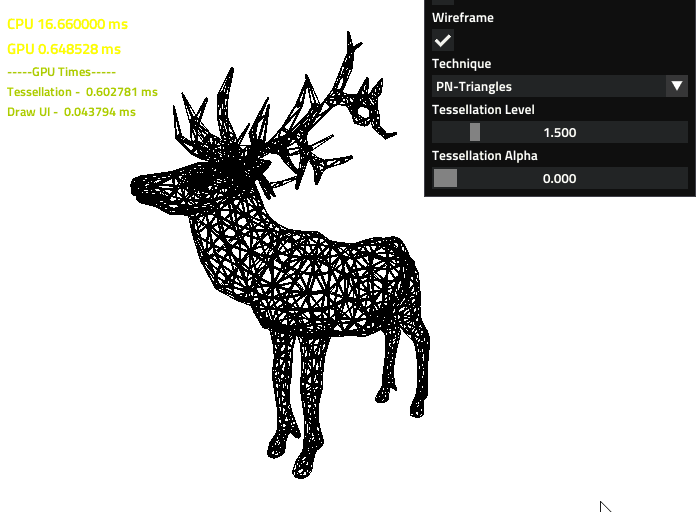 CPU 16.660000 ms
GPU 0.648528 ms
-----GPU Times-----
Tessellation - 0.602781 ms
Draw UI - 0.043794 ms
Wireframe
Technique
PN-Triangles
Tessellation Level
1.500
Tessellation Alpha
0.000